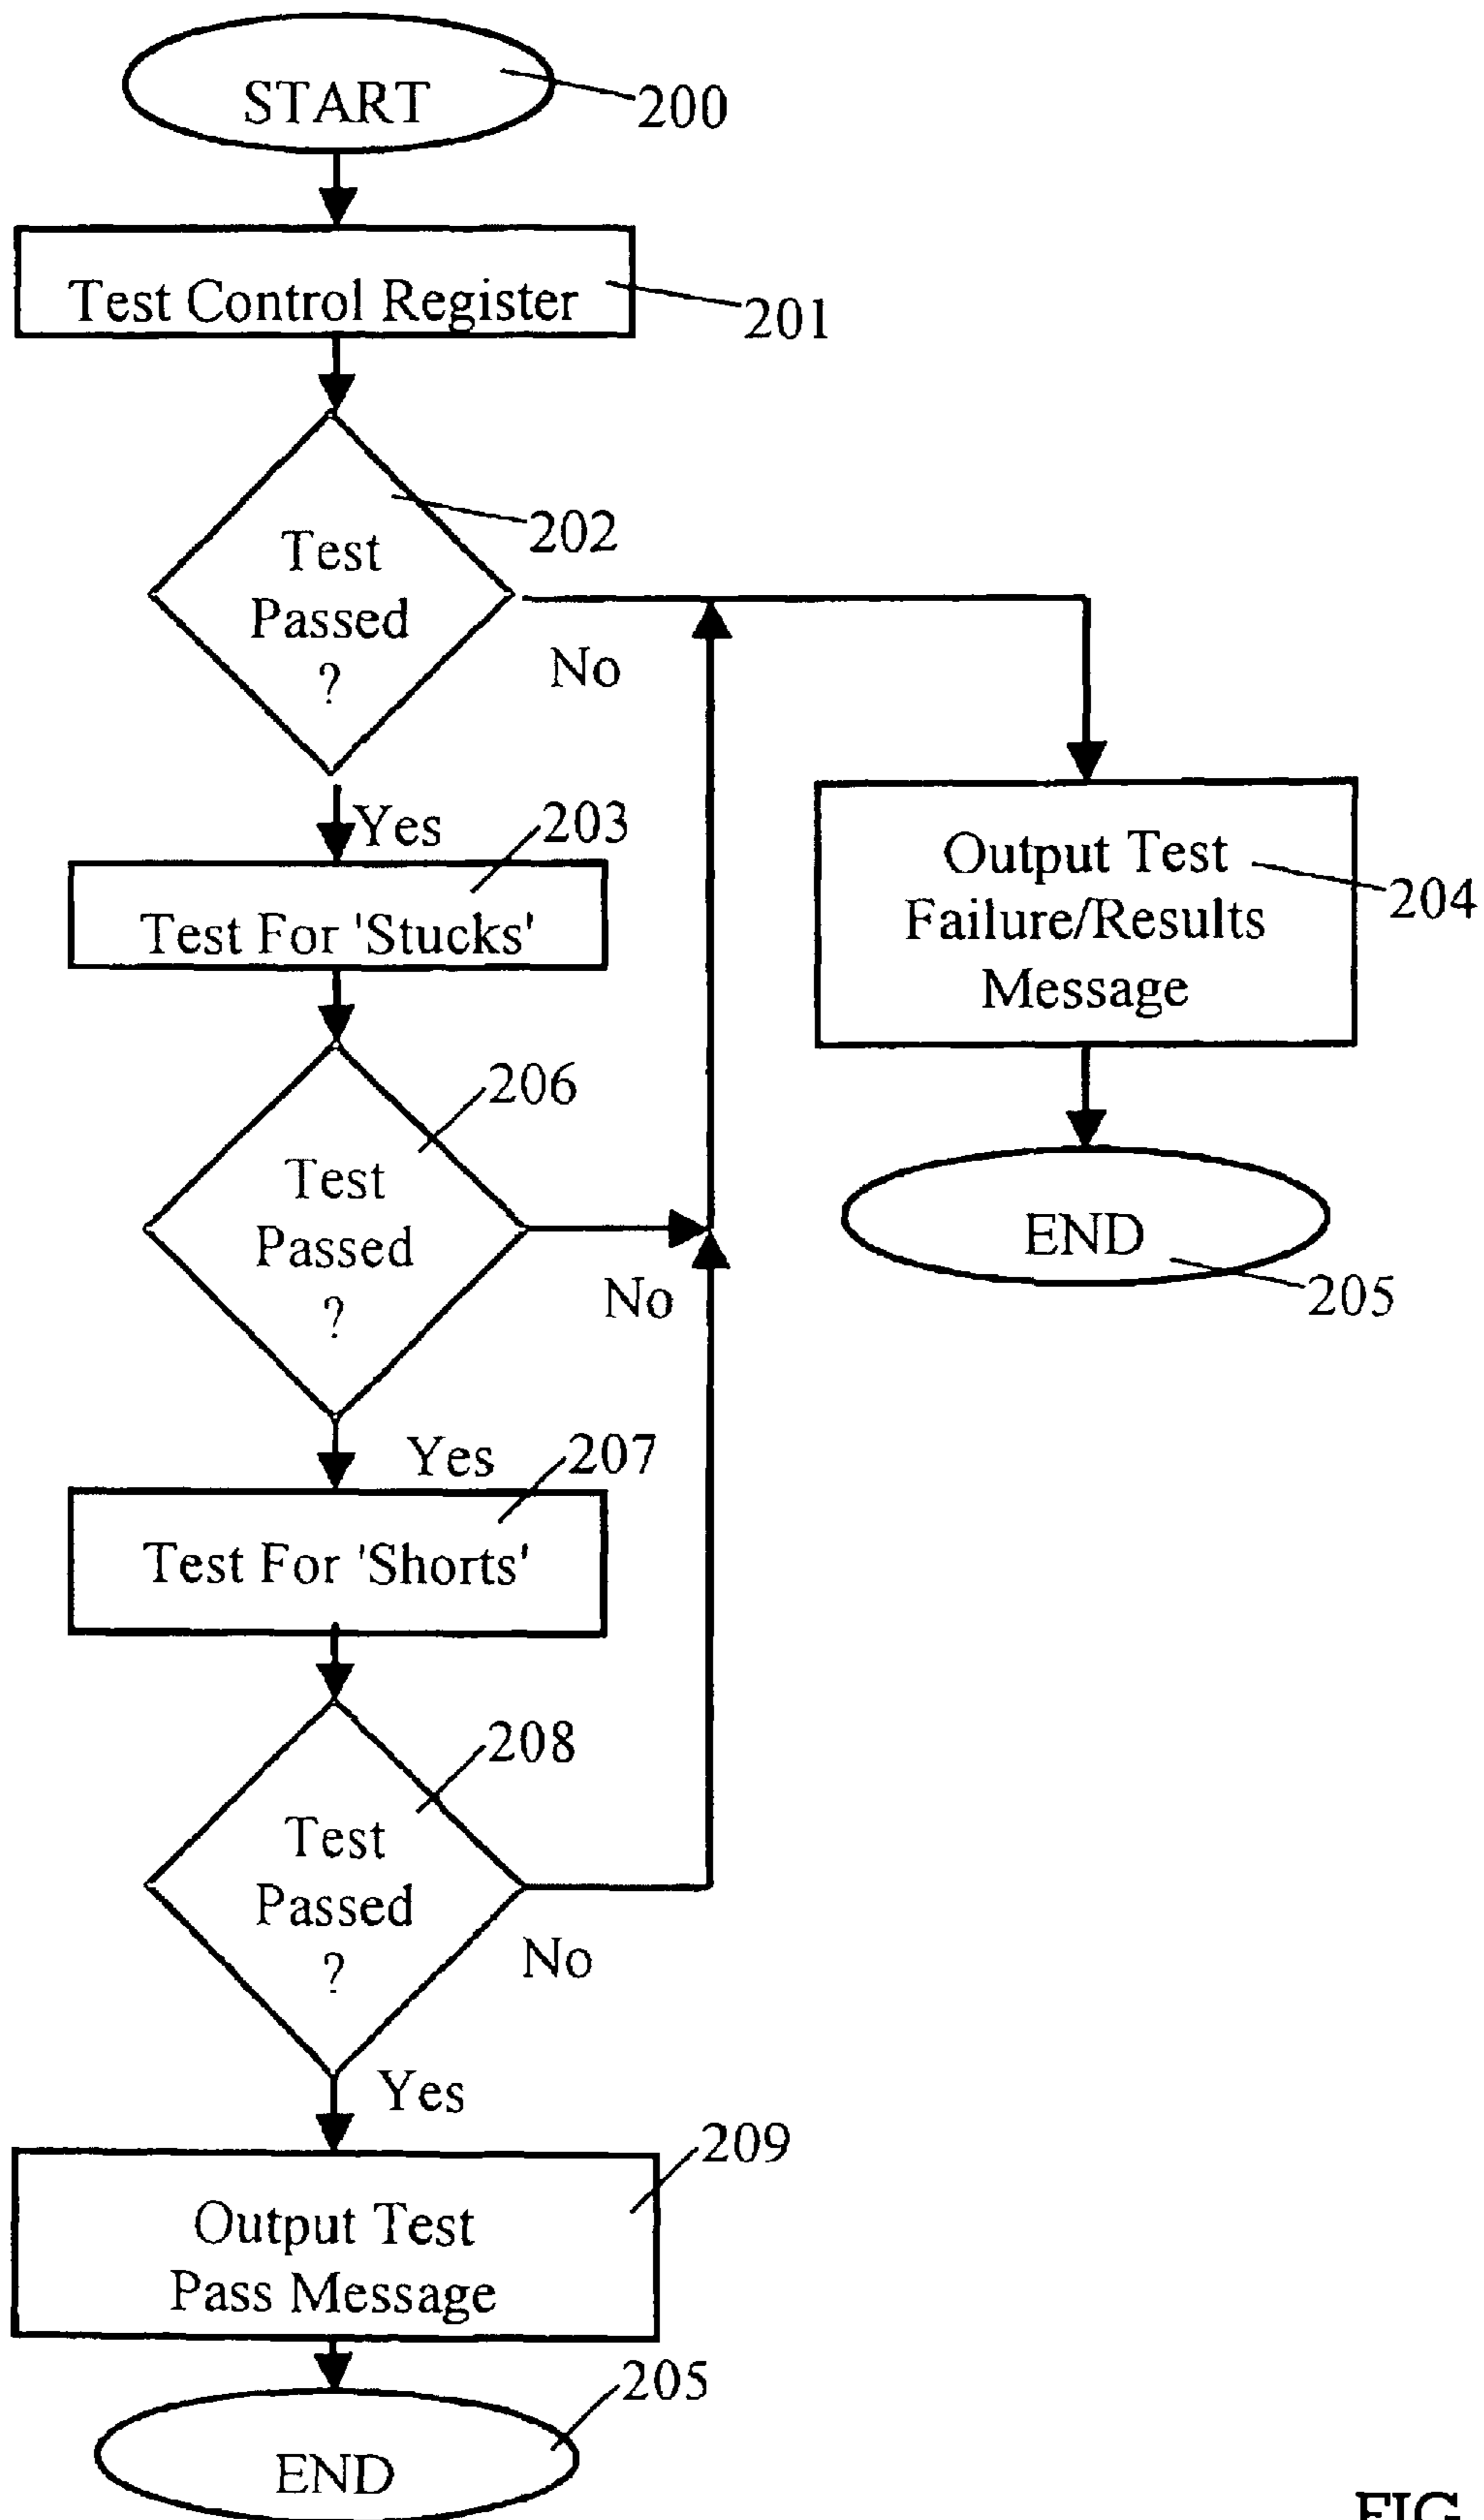 START
200
Test Control Register
201
202
Test
Passed
?
No
Yes
203
Test For 'Stucks'
Output Test
Failure/Results
Message
204
206
Test
Passed
?
No
END
205
Yes
207
Test For 'Shorts'
208
Test
Passed
?
No
Yes
209
Output Test
Pass Message
205
END
FIG